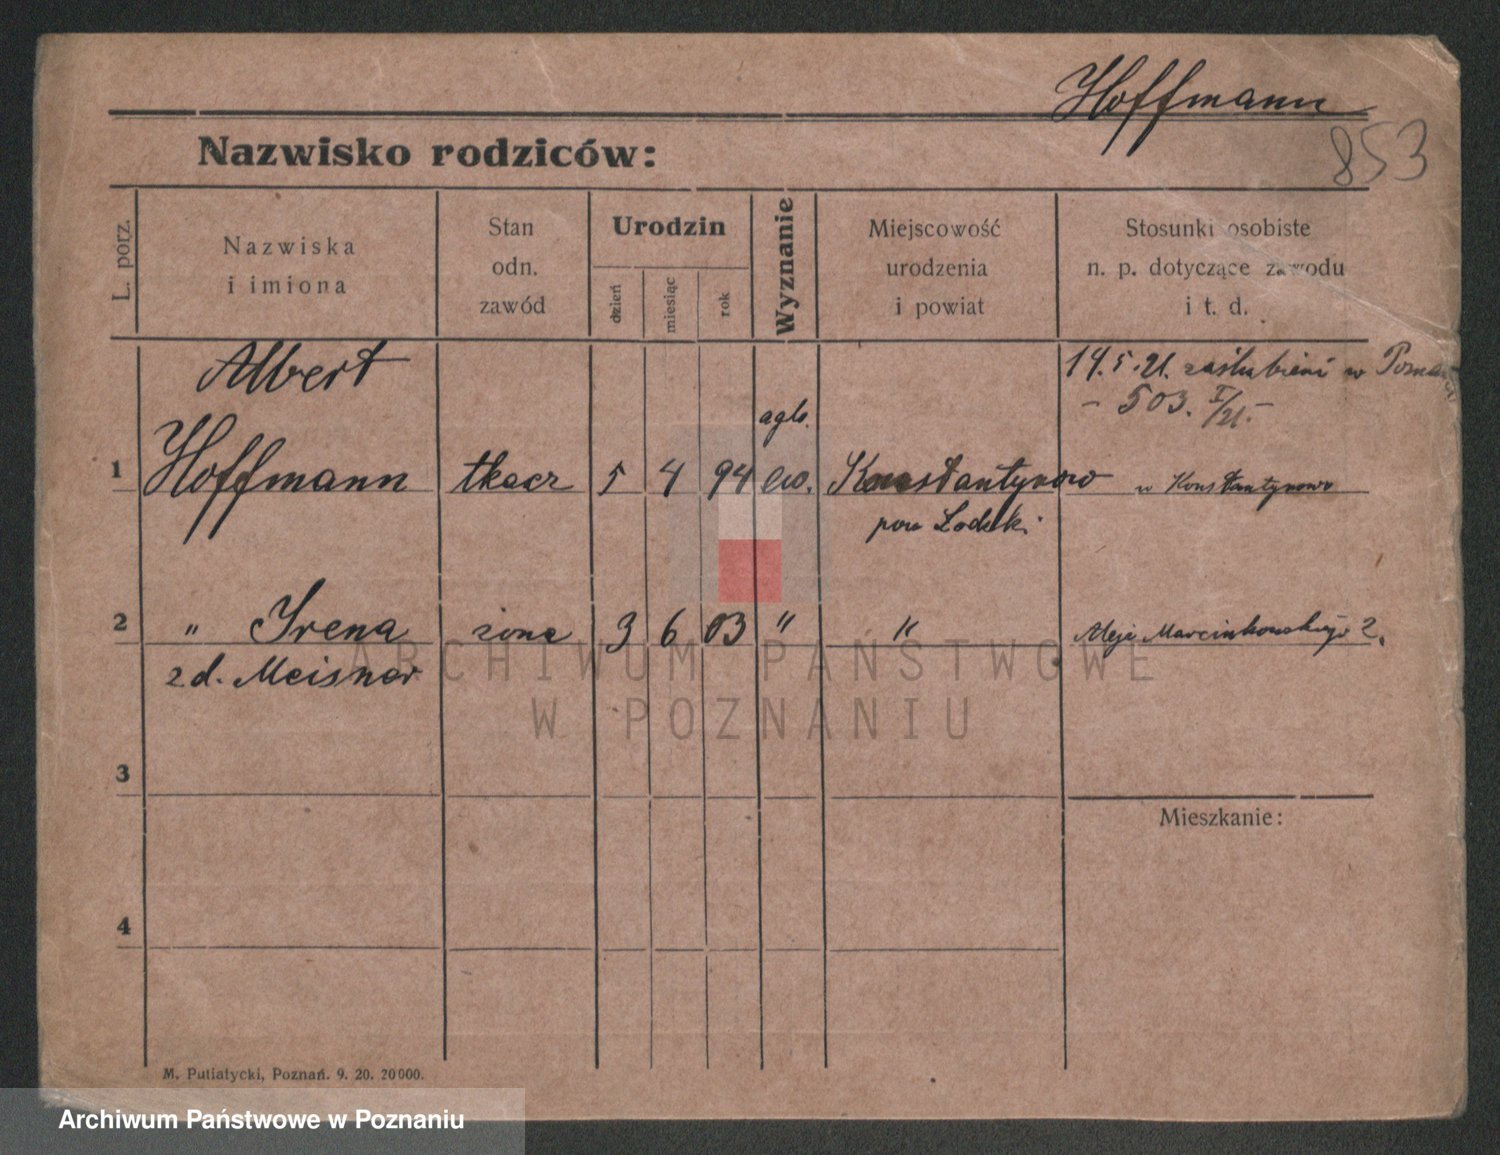 Hoffmann
853
Nazwisko rodziców:
L. porz.
Nazwiska
i imiona
Stan
odn.
zawód
Urodzin
dzień
miesiąc
rok
Wyznanie
Miejscowość
urodzenia
i powiat
Stosunki osobiste
n. p. dotyczące zawodu
i t. d.
Albert
14. 5. 21. zaślubieni w
- 503. I/21. -
agb.
1 Hoffmann tkacz 5 4 94 ew. Konstantynowo w Konstantynowo
pow
2 " Irena żona 3 6 03 " " Aleje Marcinkowskiego 2.
z d. Meisner
ARCHIWUM PAŃSTWOWE
W POZNANIU
3
Mieszkanie:
4
M. Putiatycki, Poznań. 9. 20. 20000.
Archiwum Państwowe w Poznaniu